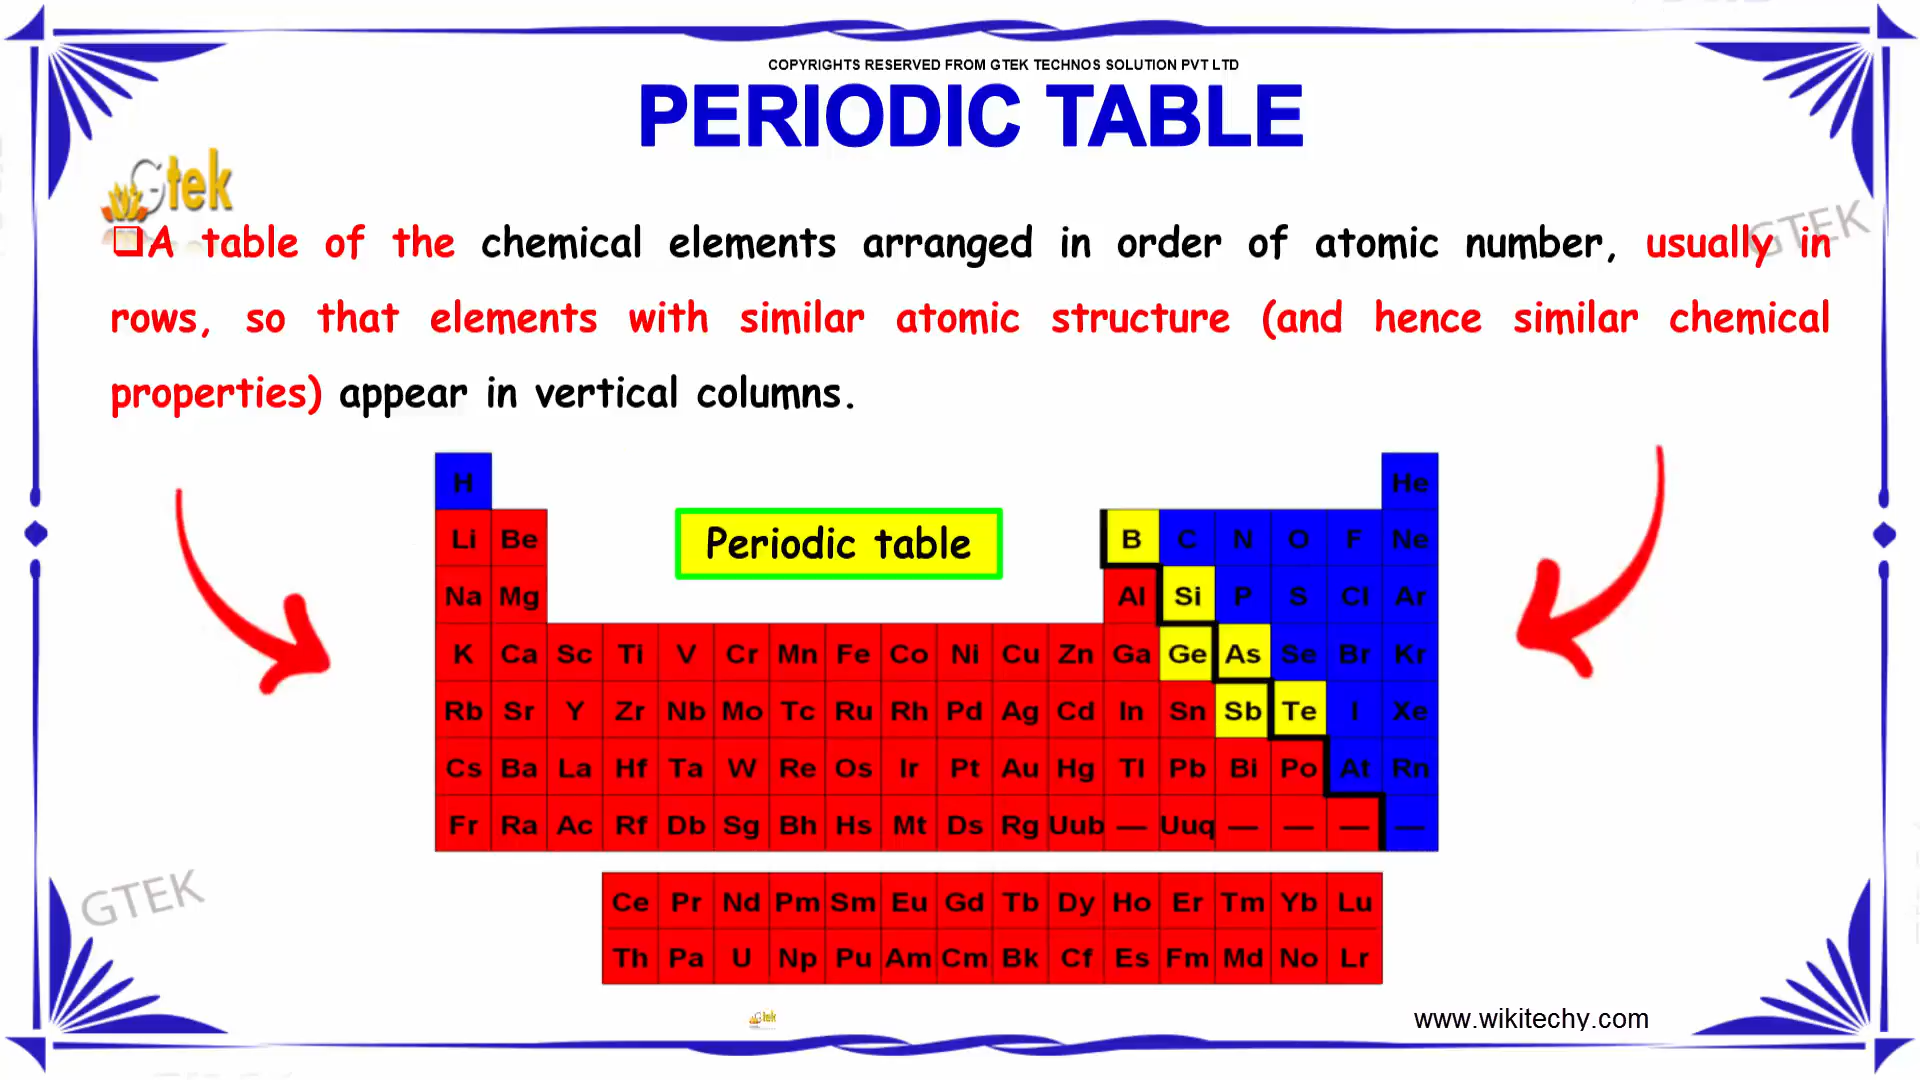 COPYRIGHTS RESERVED FROM GTEK TECHNOS SOLUTION PVT LTD
PERIODIC TABLE
Gtek
GTEK
A table of the chemical elements arranged in order of atomic number, usually in
rows, so that elements with similar atomic structure (and hence similar chemical
properties) appear in vertical columns.
H He
Li Be Periodic table B C N O F Ne
Na Mg Al Si P S Cl Ar
K Ca Sc Ti V Cr Mn Fe Co Ni Cu Zn Ga Ge As Se Br Kr
Rb Sr Y Zr Nb Mo Tc Ru Rh Pd Ag Cd In Sn Sb Te I Xe
Cs Ba La Hf Ta W Re Os Ir Pt Au Hg Tl Pb Bi Po At Rn
Fr Ra Ac Rf Db Sg Bh Hs Mt Ds Rg Uub — Uuq — — — —
Ce Pr Nd Pm Sm Eu Gd Tb Dy Ho Er Tm Yb Lu
GTEK
Th Pa U Np Pu Am Cm Bk Cf Es Fm Md No Lr
Gtek
www.wikitechy.com